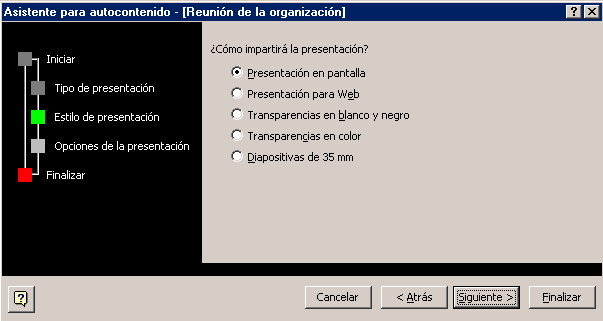 Asistente para autocontenido - [Reunión de la organización]
Iniciar
Tipo de presentación
Estilo de presentación
Opciones de la presentación
Finalizar
¿Cómo impartirá la presentación?
Presentación en pantalla
Presentación para Web
Transparencias en blanco y negro
Transparencias en color
Diapositivas de 35 mm
Cancelar
< Atrás
Siguiente >
Finalizar